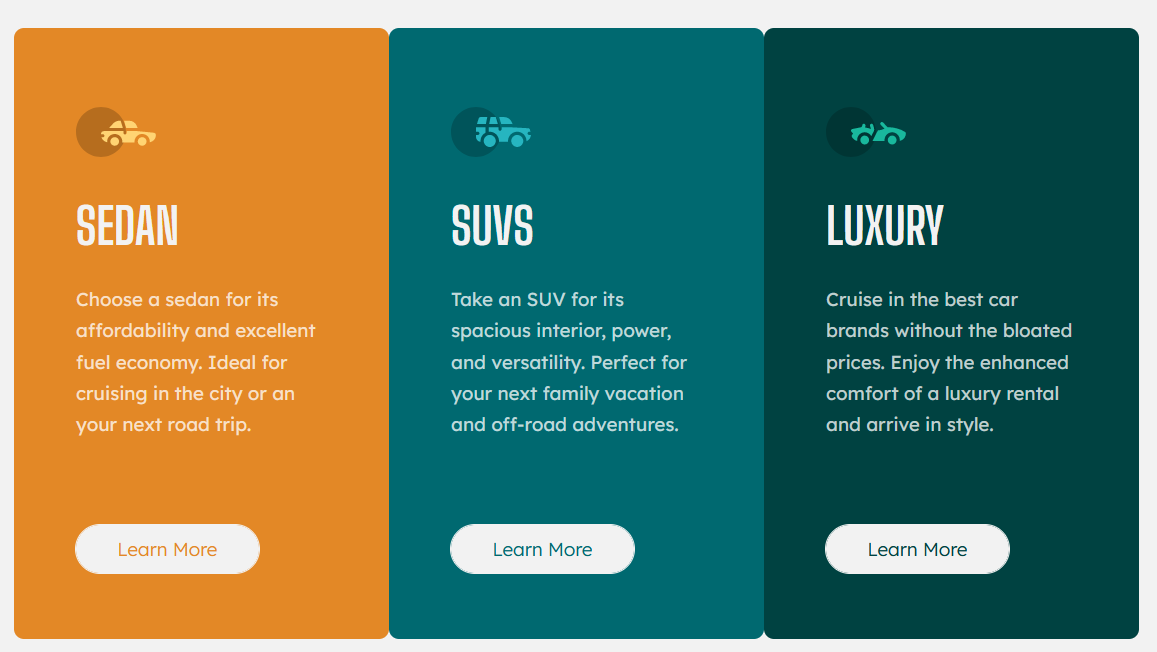 SEDAN
Choose a sedan for its
affordability and excellent
fuel economy. Ideal for
cruising in the city or an
your next road trip.
Learn More
SUVS
Take an SUV for its
spacious interior, power,
and versatility. Perfect for
your next family vacation
and off-road adventures.
Learn More
LUXURY
Cruise in the best car
brands without the bloated
prices. Enjoy the enhanced
comfort of a luxury rental
and arrive in style.
Learn More